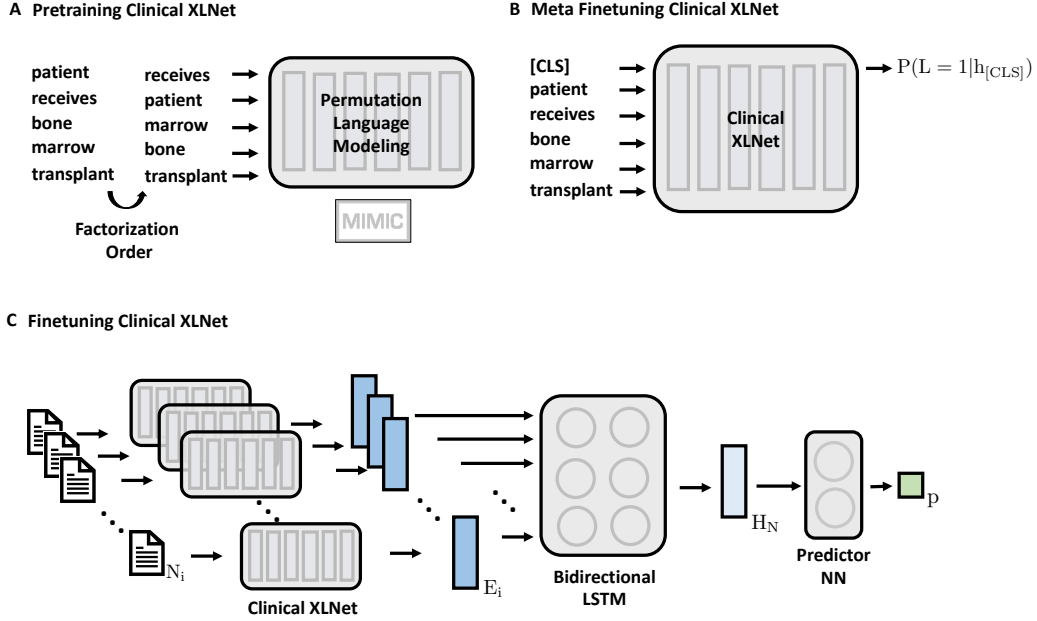 A Pretraining Clinical XLNet
patient
receives
bone
marrow
transplant
receives
patient
marrow
bone
transplant
Factorization
Order
Permutation
Language
Modeling
MIMIC
B Meta Finetuning Clinical XLNet
[CLS]
patient
receives
bone
marrow
transplant
Clinical
XLNet
P(L = 1|h[CLS])
C Finetuning Clinical XLNet
Ni
Clinical XLNet
Ei
Bidirectional
LSTM
HN
Predictor
NN
p